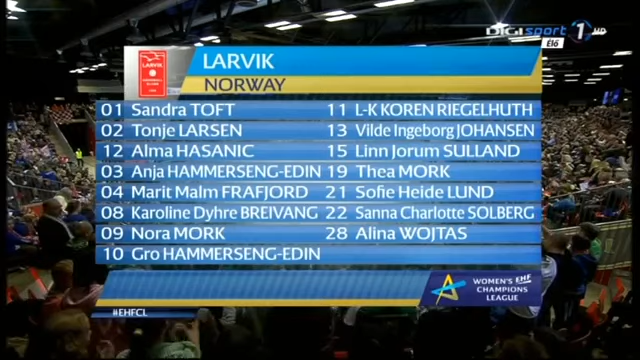 DIGI sport 1 HD
Élő
LARVIK
LARVIK
NORWAY
01 Sandra TOFT
02 Tonje LARSEN
12 Alma HASANIC
03 Anja HAMMERSENG-EDIN
04 Marit Malm FRAFJORD
08 Karoline Dyhre BREIVANG
09 Nora MORK
10 Gro HAMMERSENG-EDIN
11 L-K KOREN RIEGELHUTH
13 Vilde Ingeborg JOHANSEN
15 Linn Jorum SULLAND
19 Thea MORK
21 Sofie Heide LUND
22 Sanna Charlotte SOLBERG
28 Alina WOJTAS
WOMEN'S EHF
CHAMPIONS
LEAGUE
#EHFCL